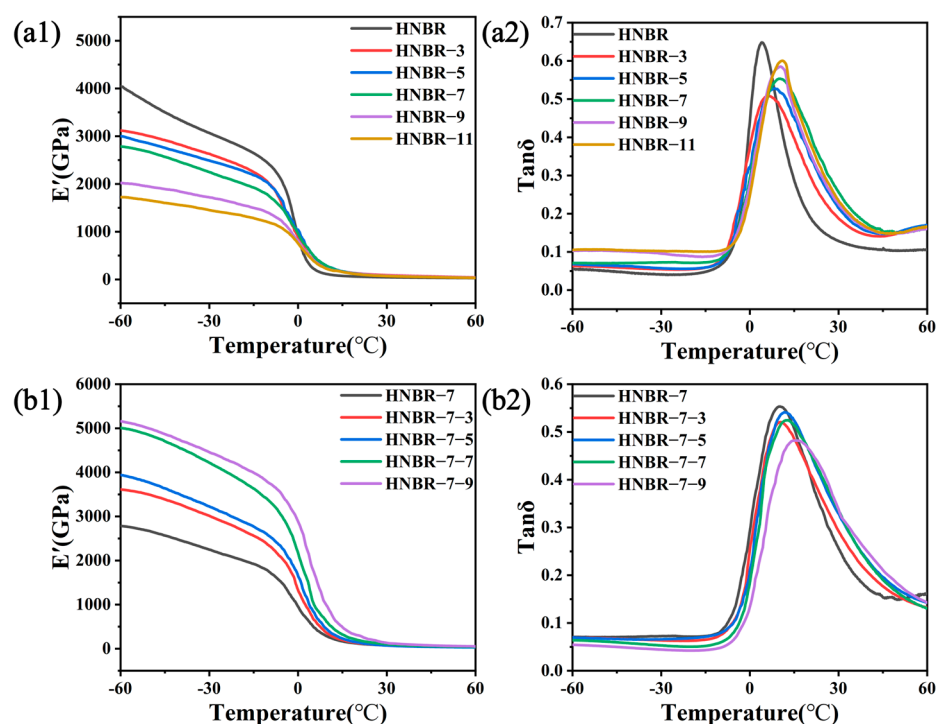 (a1)
5000
4000
3000
2000
1000
0
E′(GPa)
HNBR
HNBR−3
HNBR−5
HNBR−7
HNBR−9
HNBR−11
-60 -30 0 30 60
Temperature(℃)
(a2)
0.7
0.6
0.5
0.4
0.3
0.2
0.1
0.0
Tanδ
HNBR
HNBR−3
HNBR−5
HNBR−7
HNBR−9
HNBR−11
-60 -30 0 30 60
Temperature(℃)
(b1)
6000
5000
4000
3000
2000
1000
0
E′(GPa)
HNBR−7
HNBR−7−3
HNBR−7−5
HNBR−7−7
HNBR−7−9
-60 -30 0 30 60
Temperature(℃)
(b2)
0.6
0.5
0.4
0.3
0.2
0.1
0.0
Tanδ
HNBR−7
HNBR−7−3
HNBR−7−5
HNBR−7−7
HNBR−7−9
-60 -30 0 30 60
Temperature(℃)